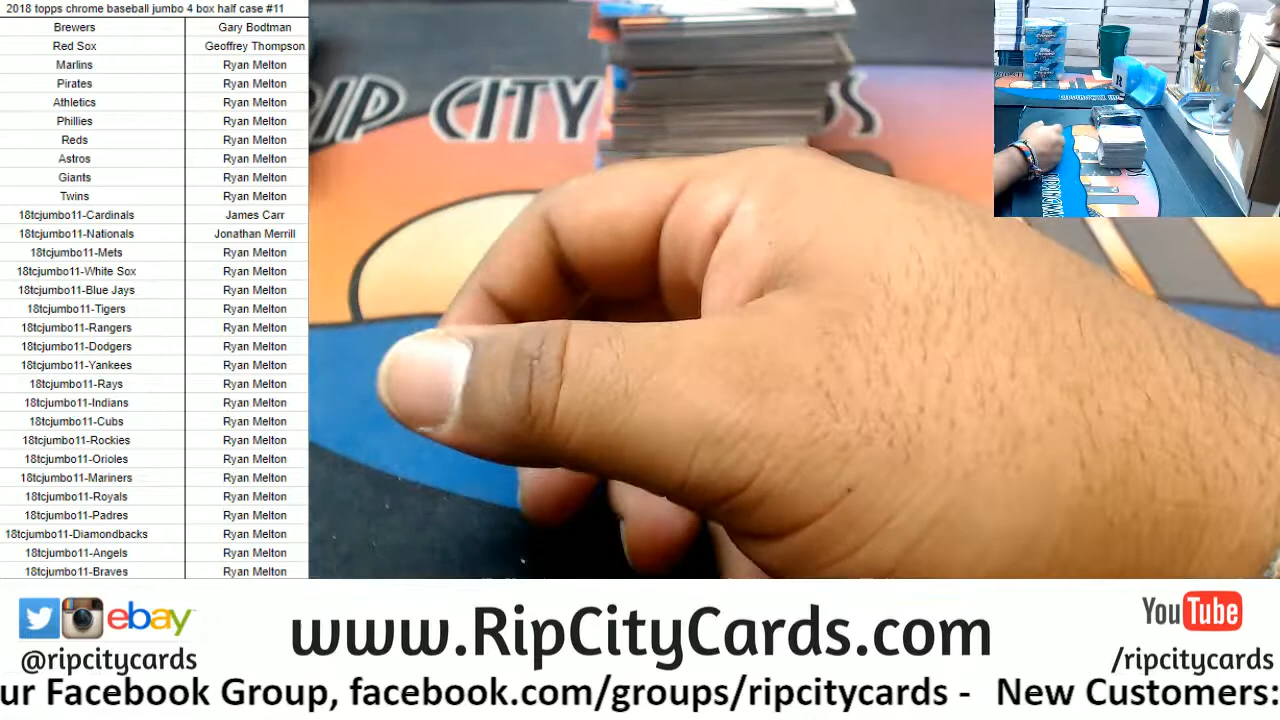 2018 topps chrome baseball jumbo 4 box half case #11
Brewers Gary Bodtman
Red Sox Geoffrey Thompson
Marlins Ryan Melton
Pirates Ryan Melton
Athletics Ryan Melton
Phillies Ryan Melton
Reds Ryan Melton
Astros Ryan Melton
Giants Ryan Melton
Twins Ryan Melton
18tcjumbo11-Cardinals James Carr
18tcjumbo11-Nationals Jonathan Merrill
18tcjumbo11-Mets Ryan Melton
18tcjumbo11-White Sox Ryan Melton
18tcjumbo11-Blue Jays Ryan Melton
18tcjumbo11-Tigers Ryan Melton
18tcjumbo11-Rangers Ryan Melton
18tcjumbo11-Dodgers Ryan Melton
18tcjumbo11-Yankees Ryan Melton
18tcjumbo11-Rays Ryan Melton
18tcjumbo11-Indians Ryan Melton
18tcjumbo11-Cubs Ryan Melton
18tcjumbo11-Rockies Ryan Melton
18tcjumbo11-Orioles Ryan Melton
18tcjumbo11-Mariners Ryan Melton
18tcjumbo11-Royals Ryan Melton
18tcjumbo11-Padres Ryan Melton
18tcjumbo11-Diamondbacks Ryan Melton
18tcjumbo11-Angels Ryan Melton
18tcjumbo11-Braves Ryan Melton
RIP CITY DS
ebay
@ripcitycards
www.RipCityCards.com
YouTube
/ripcitycards
ur Facebook Group, facebook.com/groups/ripcitycards - New Customers: